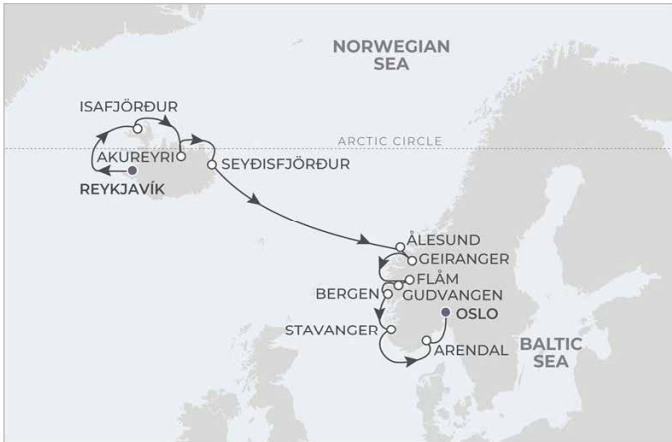 NORWEGIAN
SEA
ISAFJÖRÐUR
ARCTIC CIRCLE
AKUREYRI
SEYÐISFJÖRÐUR
REYKJAVÍK
ÅLESUND
GEIRANGER
FLÅM
BERGEN
GUDVANGEN
OSLO
STAVANGER
ARENDAL
BALTIC
SEA